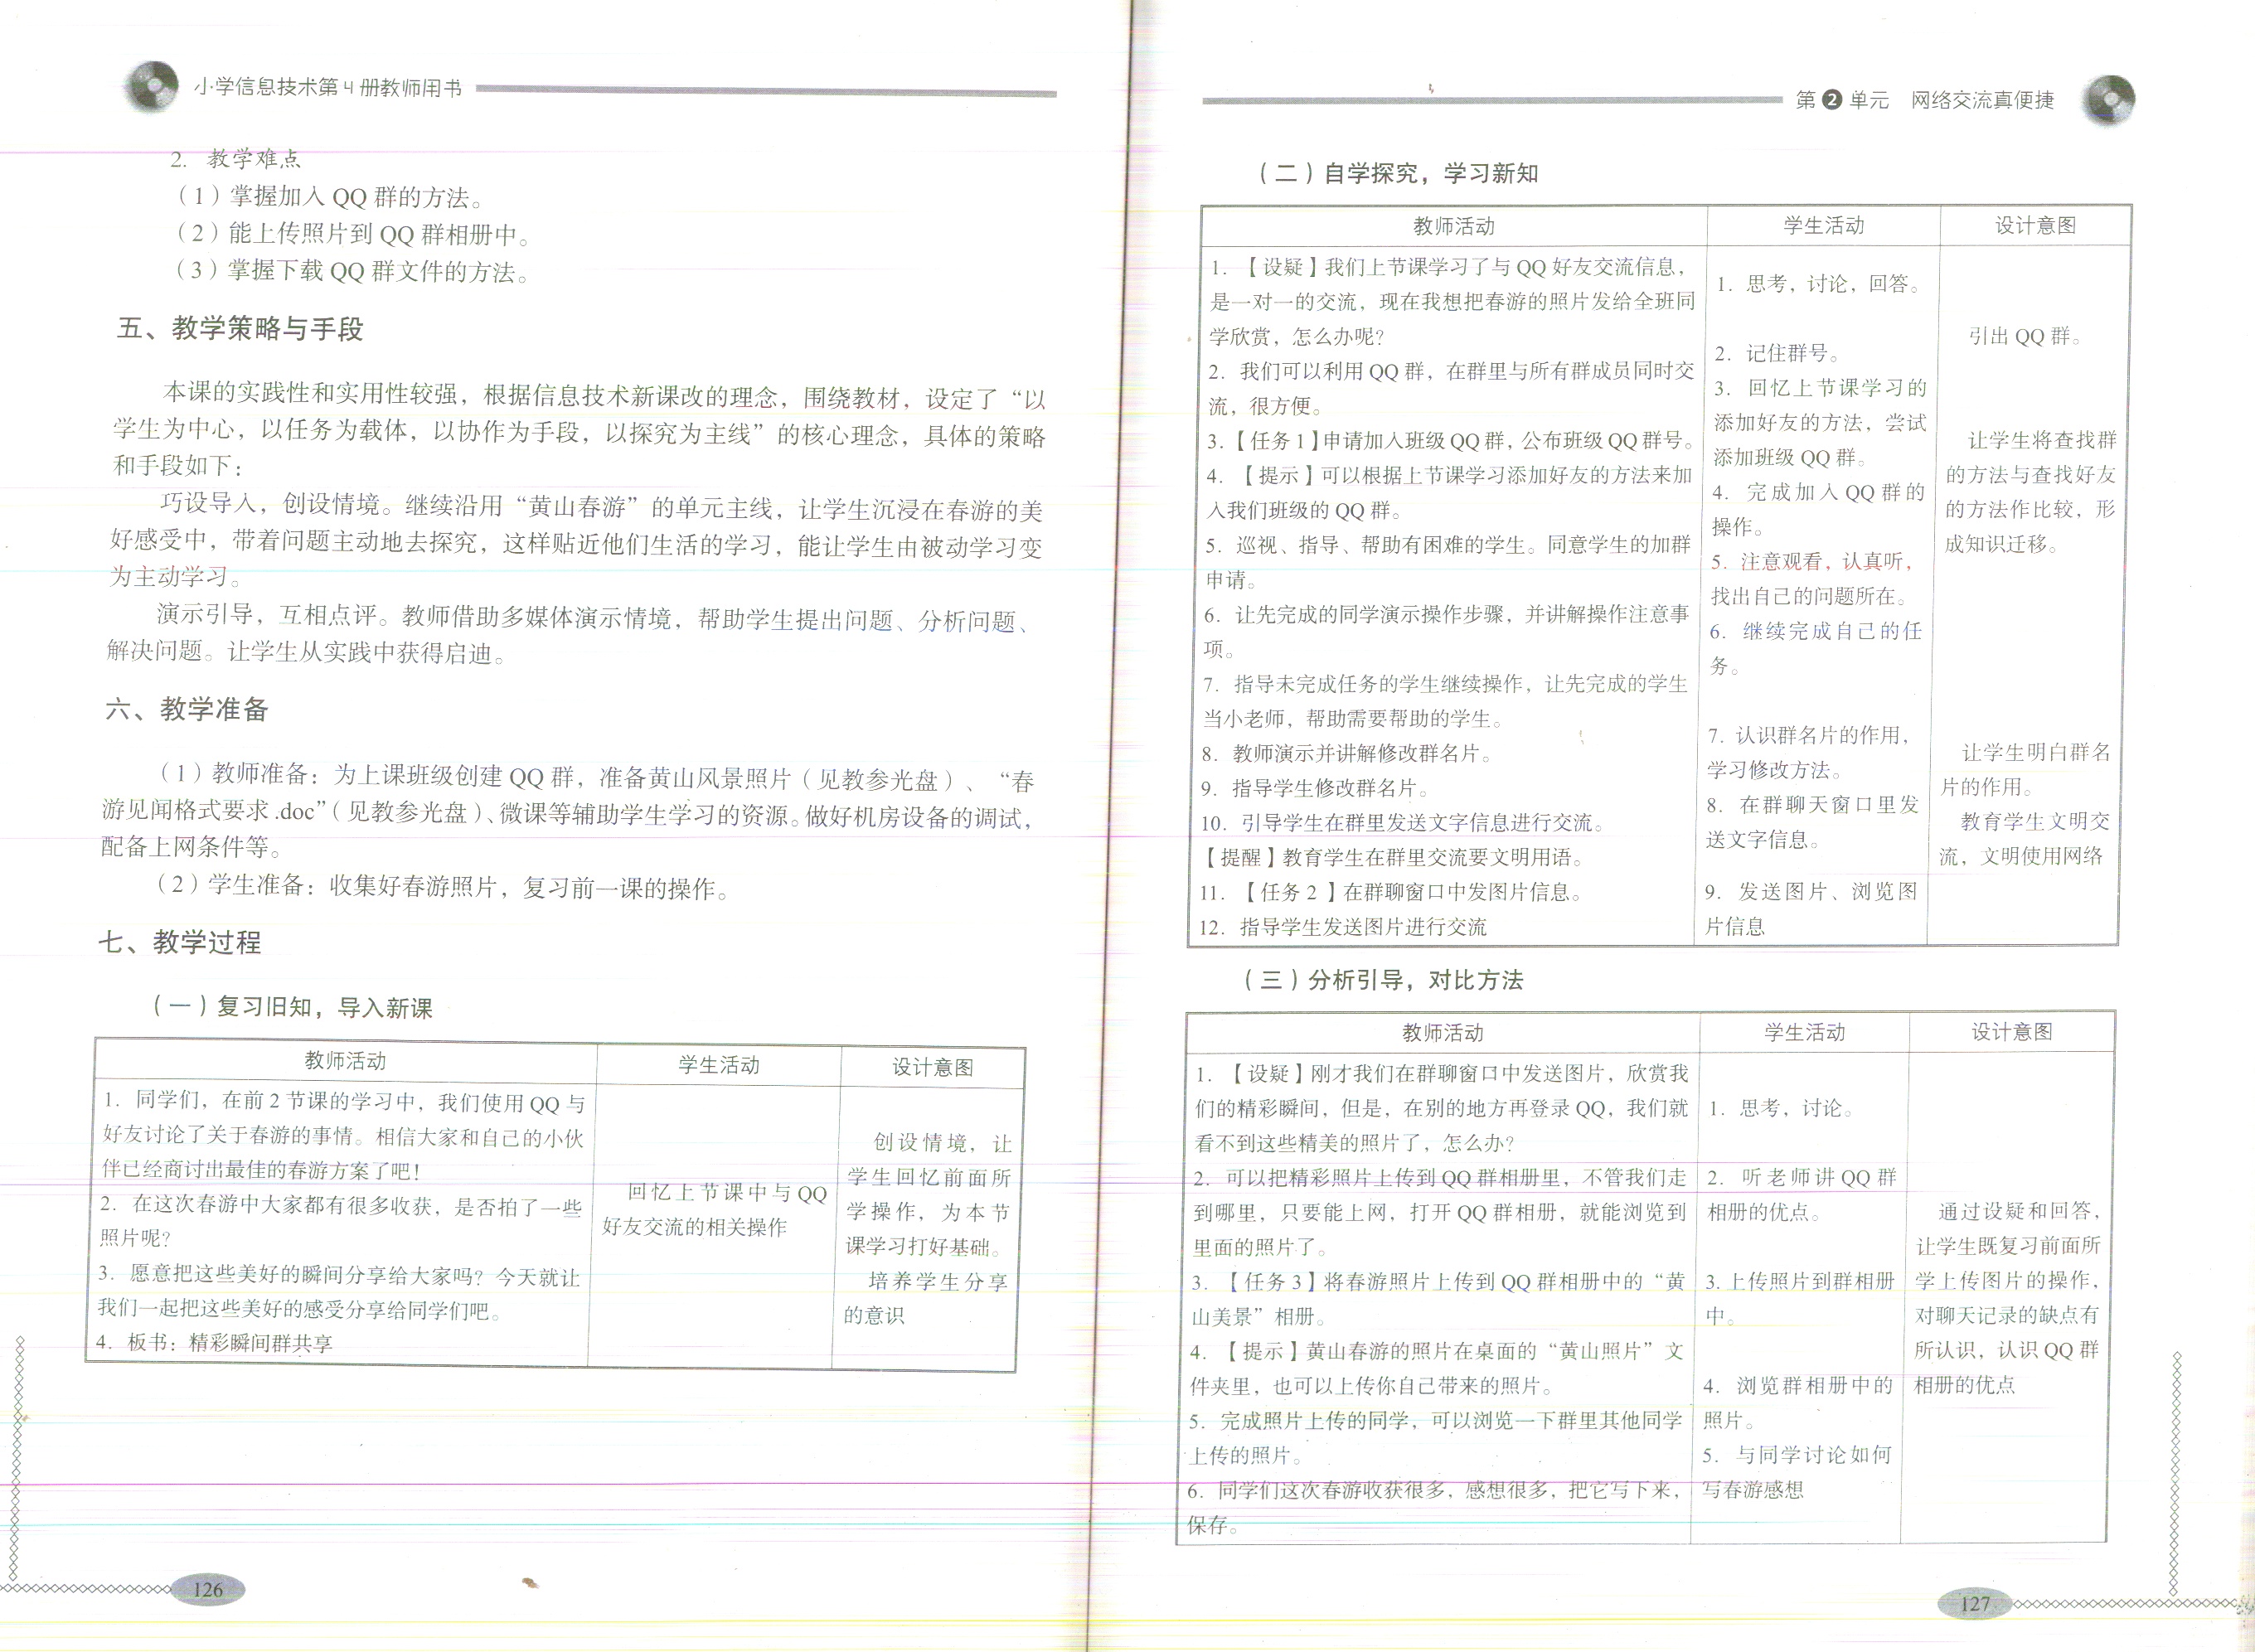 小学信息技术第4册教师用书
2. 教学难点
（1）掌握加入 QQ 群的方法。
（2）能上传照片到 QQ 群相册中。
（3）掌握下载 QQ 群文件的方法。
五、教学策略与手段
本课的实践性和实用性较强，根据信息技术新课改的理念，围绕教材，设定了“以
学生为中心，以任务为载体，以协作为手段，以探究为主线”的核心理念，具体的策略
和手段如下：
巧设导入，创设情境。继续沿用“黄山春游”的单元主线，让学生沉浸在春游的美
好感受中，带着问题主动地去探究，这样贴近他们生活的学习，能让学生由被动学习变
为主动学习。
演示引导，互相点评。教师借助多媒体演示情境，帮助学生提出问题、分析问题、
解决问题。让学生从实践中获得启迪。
六、教学准备
（1）教师准备：为上课班级创建 QQ 群，准备黄山风景照片（见教参光盘）、“春
游见闻格式要求.doc”（见教参光盘）、微课等辅助学生学习的资源。做好机房设备的调试，
配备上网条件等。
（2）学生准备：收集好春游照片，复习前一课的操作。
七、教学过程
（一）复习旧知，导入新课
教师活动
学生活动
设计意图
1. 同学们，在前2节课的学习中，我们使用 QQ 与
好友讨论了关于春游的事情。相信大家和自己的小伙
伴已经商讨出最佳的春游方案了吧！
2. 在这次春游中大家都有很多收获，是否拍了一些
照片呢？
3. 愿意把这些美好的瞬间分享给大家吗？今天就让
我们一起把这些美好的感受分享给同学们吧。
4. 板书：精彩瞬间群共享
回忆上节课中与 QQ
好友交流的相关操作
创设情境，让
学生回忆前面所
学操作，为本节
课学习打好基础。
培养学生分享
的意识
126
第2单元 网络交流真便捷
（二）自学探究，学习新知
教师活动
学生活动
设计意图
1. 【设疑】我们上节课学习了与 QQ 好友交流信息，
是一对一的交流，现在我想把春游的照片发给全班同
学欣赏，怎么办呢？
2. 我们可以利用 QQ 群，在群里与所有群成员同时交
流，很方便。
3. 【任务1】申请加入班级 QQ 群，公布班级 QQ 群号。
4. 【提示】可以根据上节课学习添加好友的方法来加
入我们班级的 QQ 群。
5. 巡视、指导、帮助有困难的学生。同意学生的加群
申请。
6. 让先完成的同学演示操作步骤，并讲解操作注意事
项。
7. 指导未完成任务的学生继续操作，让先完成的学生
当小老师，帮助需要帮助的学生。
8. 教师演示并讲解修改群名片。
9. 指导学生修改群名片。
10. 引导学生在群里发送文字信息进行交流。
【提醒】教育学生在群里交流要文明用语。
11. 【任务2】在群聊窗口中发图片信息。
12. 指导学生发送图片进行交流
1. 思考，讨论，回答。
2. 记住群号。
3. 回忆上节课学习的
添加好友的方法，尝试
添加班级 QQ 群。
4. 完成加入 QQ 群的
操作。
5. 注意观看，认真听，
找出自己的问题所在。
6. 继续完成自己的任
务。
7. 认识群名片的作用，
学习修改方法。
8. 在群聊天窗口里发
送文字信息。
9. 发送图片、浏览图
片信息
引出 QQ 群。
让学生将查找群
的方法与查找好友
的方法作比较，形
成知识迁移。
让学生明白群名
片的作用。
教育学生文明交
流，文明使用网络
（三）分析引导，对比方法
教师活动
学生活动
设计意图
1. 【设疑】刚才我们在群聊窗口中发送图片，欣赏我
们的精彩瞬间，但是，在别的地方再登录 QQ，我们就
看不到这些精美的照片了，怎么办？
2. 可以把精彩照片上传到 QQ 群相册里，不管我们走
到哪里，只要能上网，打开 QQ 群相册，就能浏览到
里面的照片了。
3. 【任务3】将春游照片上传到 QQ 群相册中的“黄
山美景”相册。
4. 【提示】黄山春游的照片在桌面的“黄山照片”文
件夹里，也可以上传你自己带来的照片。
5. 完成照片上传的同学，可以浏览一下群里其他同学
上传的照片。
6. 同学们这次春游收获很多，感想很多，把它写下来，
保存。
1. 思考，讨论。
2. 听老师讲 QQ 群
相册的优点。
3. 上传照片到群相册
中。
4. 浏览群相册中的
照片。
5. 与同学讨论如何
写春游感想
通过设疑和回答，
让学生既复习前面所
学上传图片的操作，
对聊天记录的缺点有
所认识，认识 QQ 群
相册的优点
127